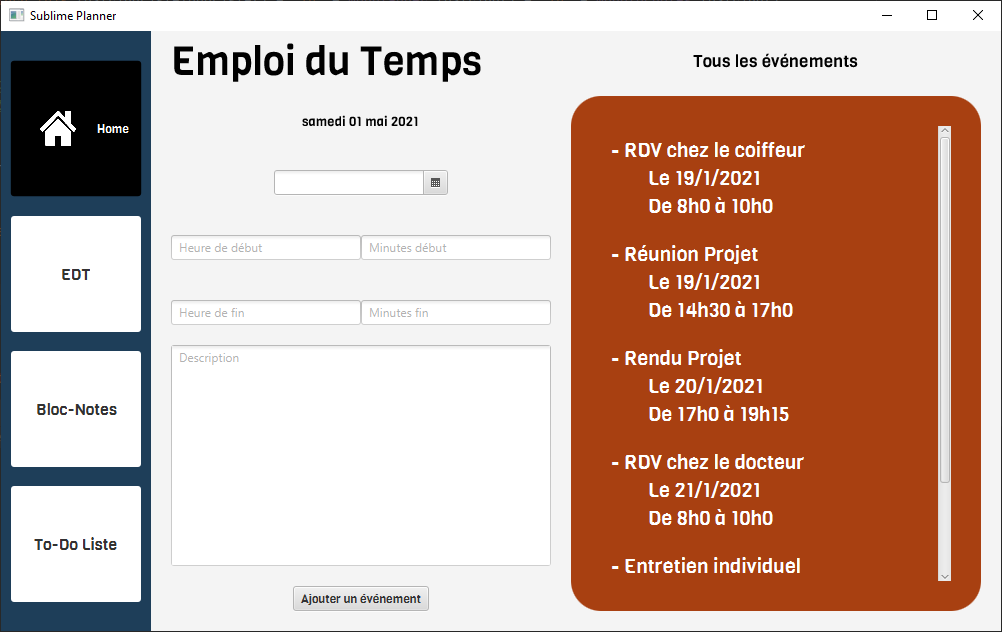 Sublime Planner
Home
EDT
Bloc-Notes
To-Do Liste
Emploi du Temps
samedi 01 mai 2021
Heure de début
Minutes début
Heure de fin
Minutes fin
Description
Ajouter un événement
Tous les événements
- RDV chez le coiffeur
Le 19/1/2021
De 8h0 à 10h0
- Réunion Projet
Le 19/1/2021
De 14h30 à 17h0
- Rendu Projet
Le 20/1/2021
De 17h0 à 19h15
- RDV chez le docteur
Le 21/1/2021
De 8h0 à 10h0
- Entretien individuel